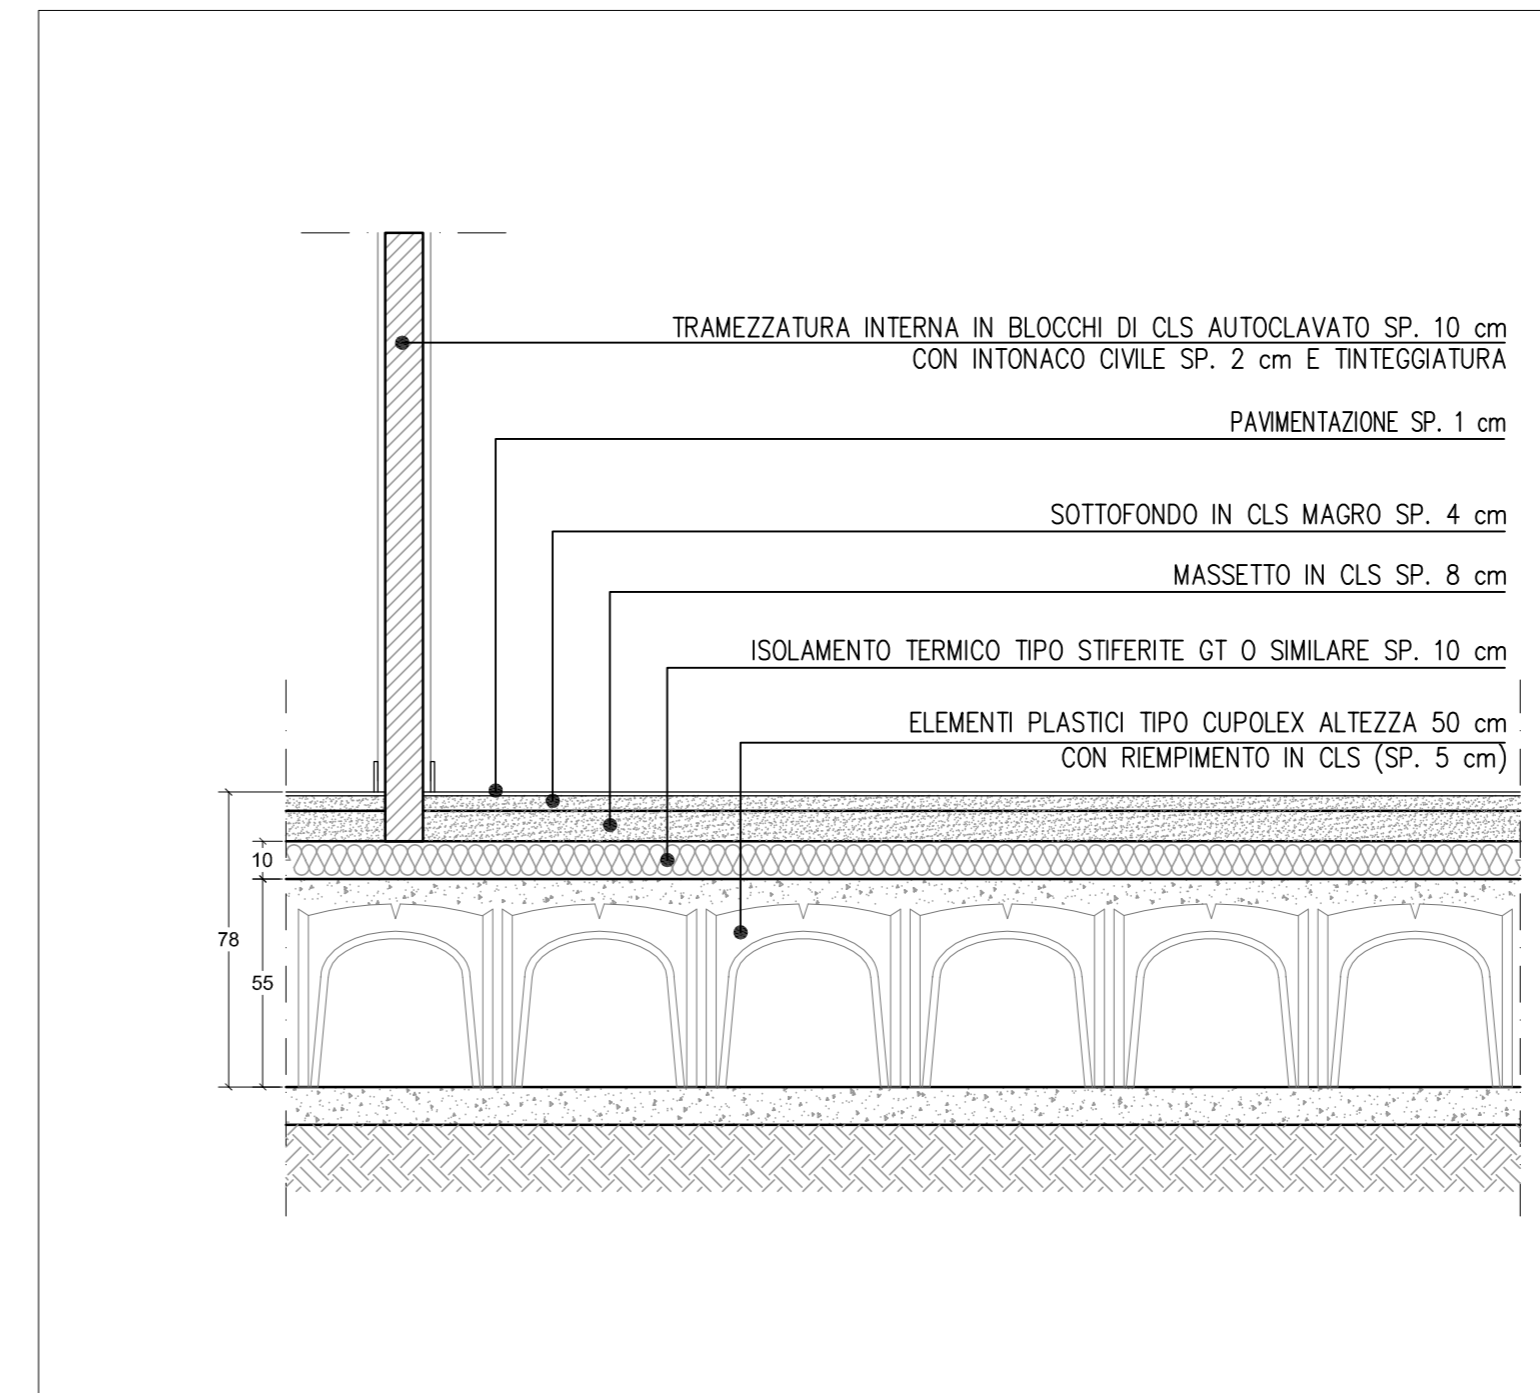 TRAMEZZATURA INTERNA IN BLOCCHI DI CLS AUTOCLAVATO SP. 10 cm
CON INTONACO CIVILE SP. 2 cm E TINTEGGIATURA
PAVIMENTAZIONE SP. 1 cm
SOTTOFONDO IN CLS MAGRO SP. 4 cm
MASSETTO IN CLS SP. 8 cm
ISOLAMENTO TERMICO TIPO STIFERITE GT O SIMILARE SP. 10 cm
ELEMENTI PLASTICI TIPO CUPOLEX ALTEZZA 50 cm
CON RIEMPIMENTO IN CLS (SP. 5 cm)
10
78
55